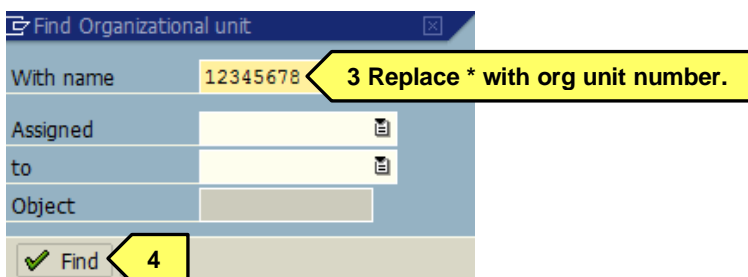 Find Organizational unit
With name 12345678 3 Replace * with org unit number.
Assigned
to
Object
Find 4